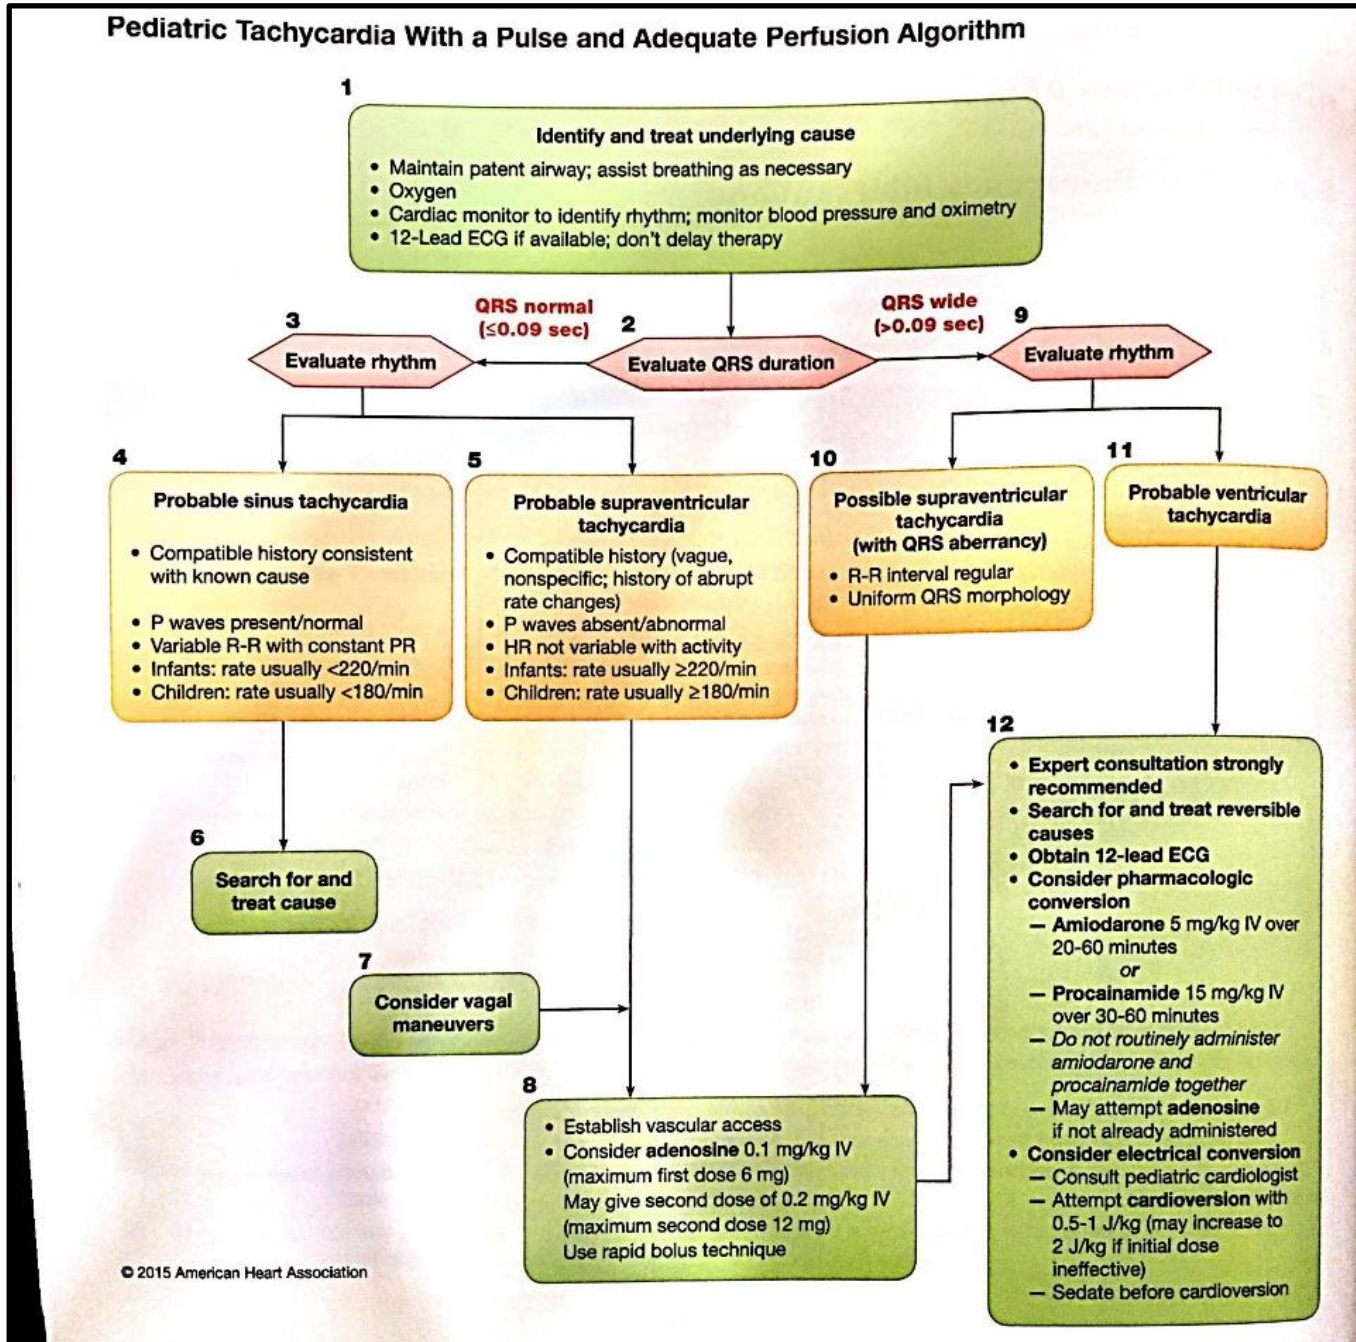 Pediatric Tachycardia With a Pulse and Adequate Perfusion Algorithm
1
Identify and treat underlying cause
• Maintain patent airway; assist breathing as necessary
• Oxygen
• Cardiac monitor to identify rhythm; monitor blood pressure and oximetry
• 12-Lead ECG if available; don't delay therapy
QRS normal
(≤0.09 sec)
QRS wide
(>0.09 sec)
3
Evaluate rhythm
2
Evaluate QRS duration
9
Evaluate rhythm
4
Probable sinus tachycardia
• Compatible history consistent
with known cause
• P waves present/normal
• Variable R-R with constant PR
• Infants: rate usually <220/min
• Children: rate usually <180/min
5
Probable supraventricular
tachycardia
• Compatible history (vague,
nonspecific; history of abrupt
rate changes)
• P waves absent/abnormal
• HR not variable with activity
• Infants: rate usually ≥220/min
• Children: rate usually ≥180/min
10
Possible supraventricular
tachycardia
(with QRS aberrancy)
• R-R interval regular
• Uniform QRS morphology
11
Probable ventricular
tachycardia
6
Search for and
treat cause
7
Consider vagal
maneuvers
8
• Establish vascular access
• Consider adenosine 0.1 mg/kg IV
(maximum first dose 6 mg)
May give second dose of 0.2 mg/kg IV
(maximum second dose 12 mg)
Use rapid bolus technique
12
• Expert consultation strongly
recommended
• Search for and treat reversible
causes
• Obtain 12-lead ECG
• Consider pharmacologic
conversion
– Amiodarone 5 mg/kg IV over
20-60 minutes
or
– Procainamide 15 mg/kg IV
over 30-60 minutes
– Do not routinely administer
amiodarone and
procainamide together
– May attempt adenosine
if not already administered
• Consider electrical conversion
– Consult pediatric cardiologist
– Attempt cardioversion with
0.5-1 J/kg (may increase to
2 J/kg if initial dose
ineffective)
– Sedate before cardioversion
© 2015 American Heart Association